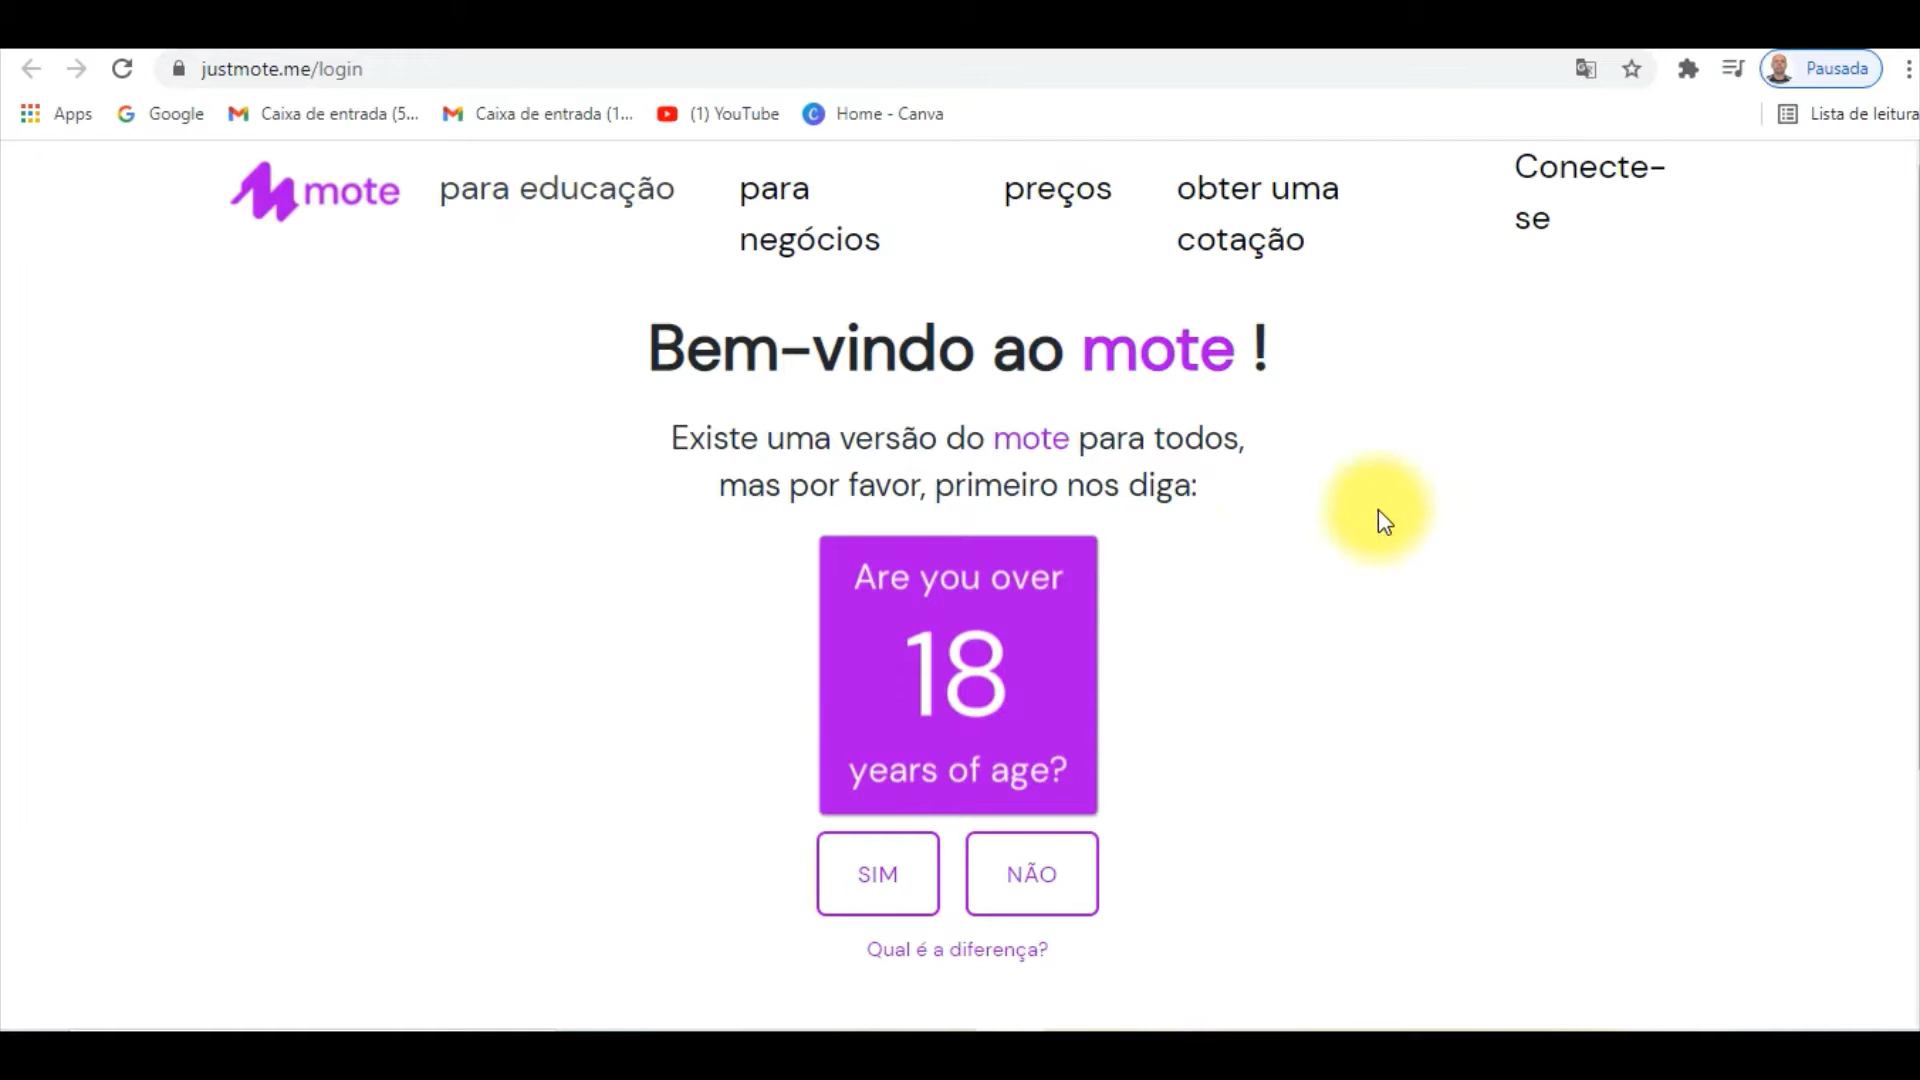 justmote.me/login
Pausada
Apps
Google
Caixa de entrada (5...
Caixa de entrada (1...
(1) YouTube
C
Home - Canva
Lista de leitura
mote
para educação
para
negócios
preços
obter uma
cotação
Conecte-
se
Bem-vindo ao mote !
Existe uma versão do mote para todos,
mas por favor, primeiro nos diga:
Are you over
18
years of age?
SIM
NÃO
Qual é a diferença?